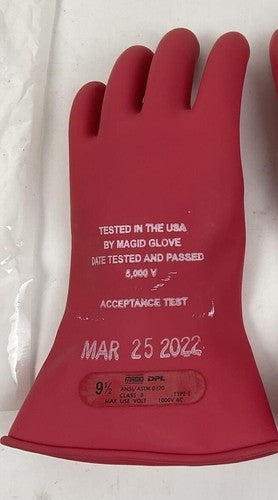 TESTED IN THE USA
BY MAGID GLOVE
DATE TESTED AND PASSED
5,000 V
ACCEPTANCE TEST
MAR 25 2022
9½ MAGID DPL
ANSI/ASTM D120
CLASS 0 TYPE I
MAX USE VOLT 1000V AC